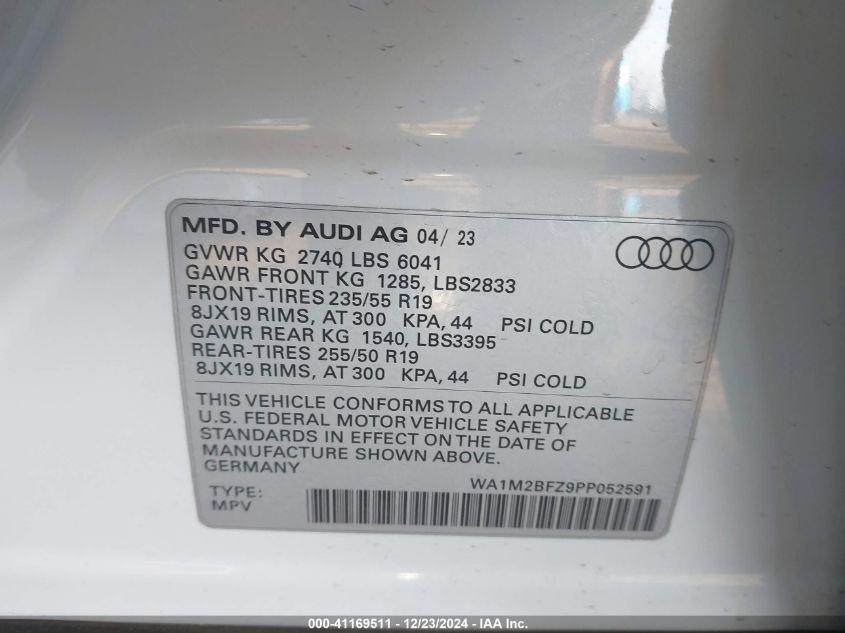 MFD. BY AUDI AG 04/ 23
GVWR KG 2740 LBS 6041
GAWR FRONT KG 1285, LBS2833
FRONT-TIRES 235/55 R19
8JX19 RIMS, AT 300 KPA, 44 PSI COLD
GAWR REAR KG 1540, LBS3395
REAR-TIRES 255/50 R19
8JX19 RIMS, AT 300 KPA, 44 PSI COLD
THIS VEHICLE CONFORMS TO ALL APPLICABLE
U.S. FEDERAL MOTOR VEHICLE SAFETY
STANDARDS IN EFFECT ON THE DATE OF
MANUFACTURE SHOWN ABOVE.
GERMANY
WA1M2BFZ9PP052591
TYPE:
MPV
000-41169511 - 12/23/2024 - IAA Inc.